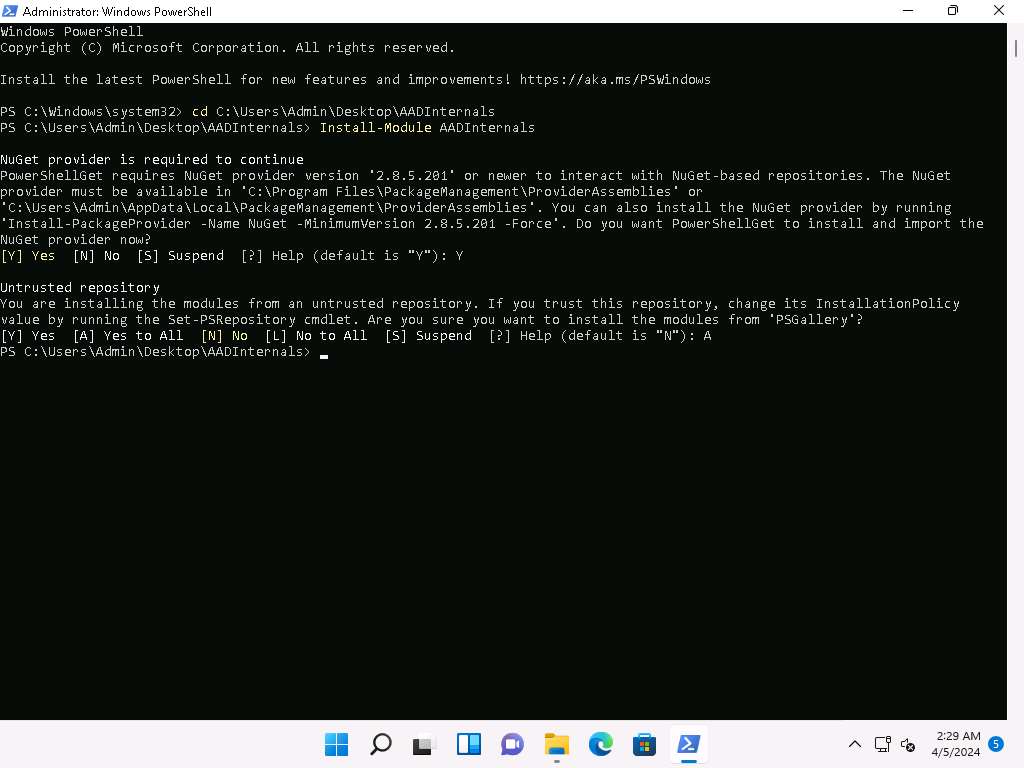 Administrator: Windows PowerShell
Windows PowerShell
Copyright (C) Microsoft Corporation. All rights reserved.
Install the latest PowerShell for new features and improvements! https://aka.ms/PSWindows
PS C:\Windows\system32> cd C:\Users\Admin\Desktop\AADInternals
PS C:\Users\Admin\Desktop\AADInternals> Install-Module AADInternals
NuGet provider is required to continue
PowerShellGet requires NuGet provider version '2.8.5.201' or newer to interact with NuGet-based repositories. The NuGet
provider must be available in 'C:\Program Files\PackageManagement\ProviderAssemblies' or
'C:\Users\Admin\AppData\Local\PackageManagement\ProviderAssemblies'. You can also install the NuGet provider by running
'Install-PackageProvider -Name NuGet -MinimumVersion 2.8.5.201 -Force'. Do you want PowerShellGet to install and import the
NuGet provider now?
[Y] Yes  [N] No  [S] Suspend  [?] Help (default is "Y"): Y
Untrusted repository
You are installing the modules from an untrusted repository. If you trust this repository, change its InstallationPolicy
value by running the Set-PSRepository cmdlet. Are you sure you want to install the modules from 'PSGallery'?
[Y] Yes  [A] Yes to All  [N] No  [L] No to All  [S] Suspend  [?] Help (default is "N"): A
PS C:\Users\Admin\Desktop\AADInternals> _
2:29 AM
4/5/2024
5